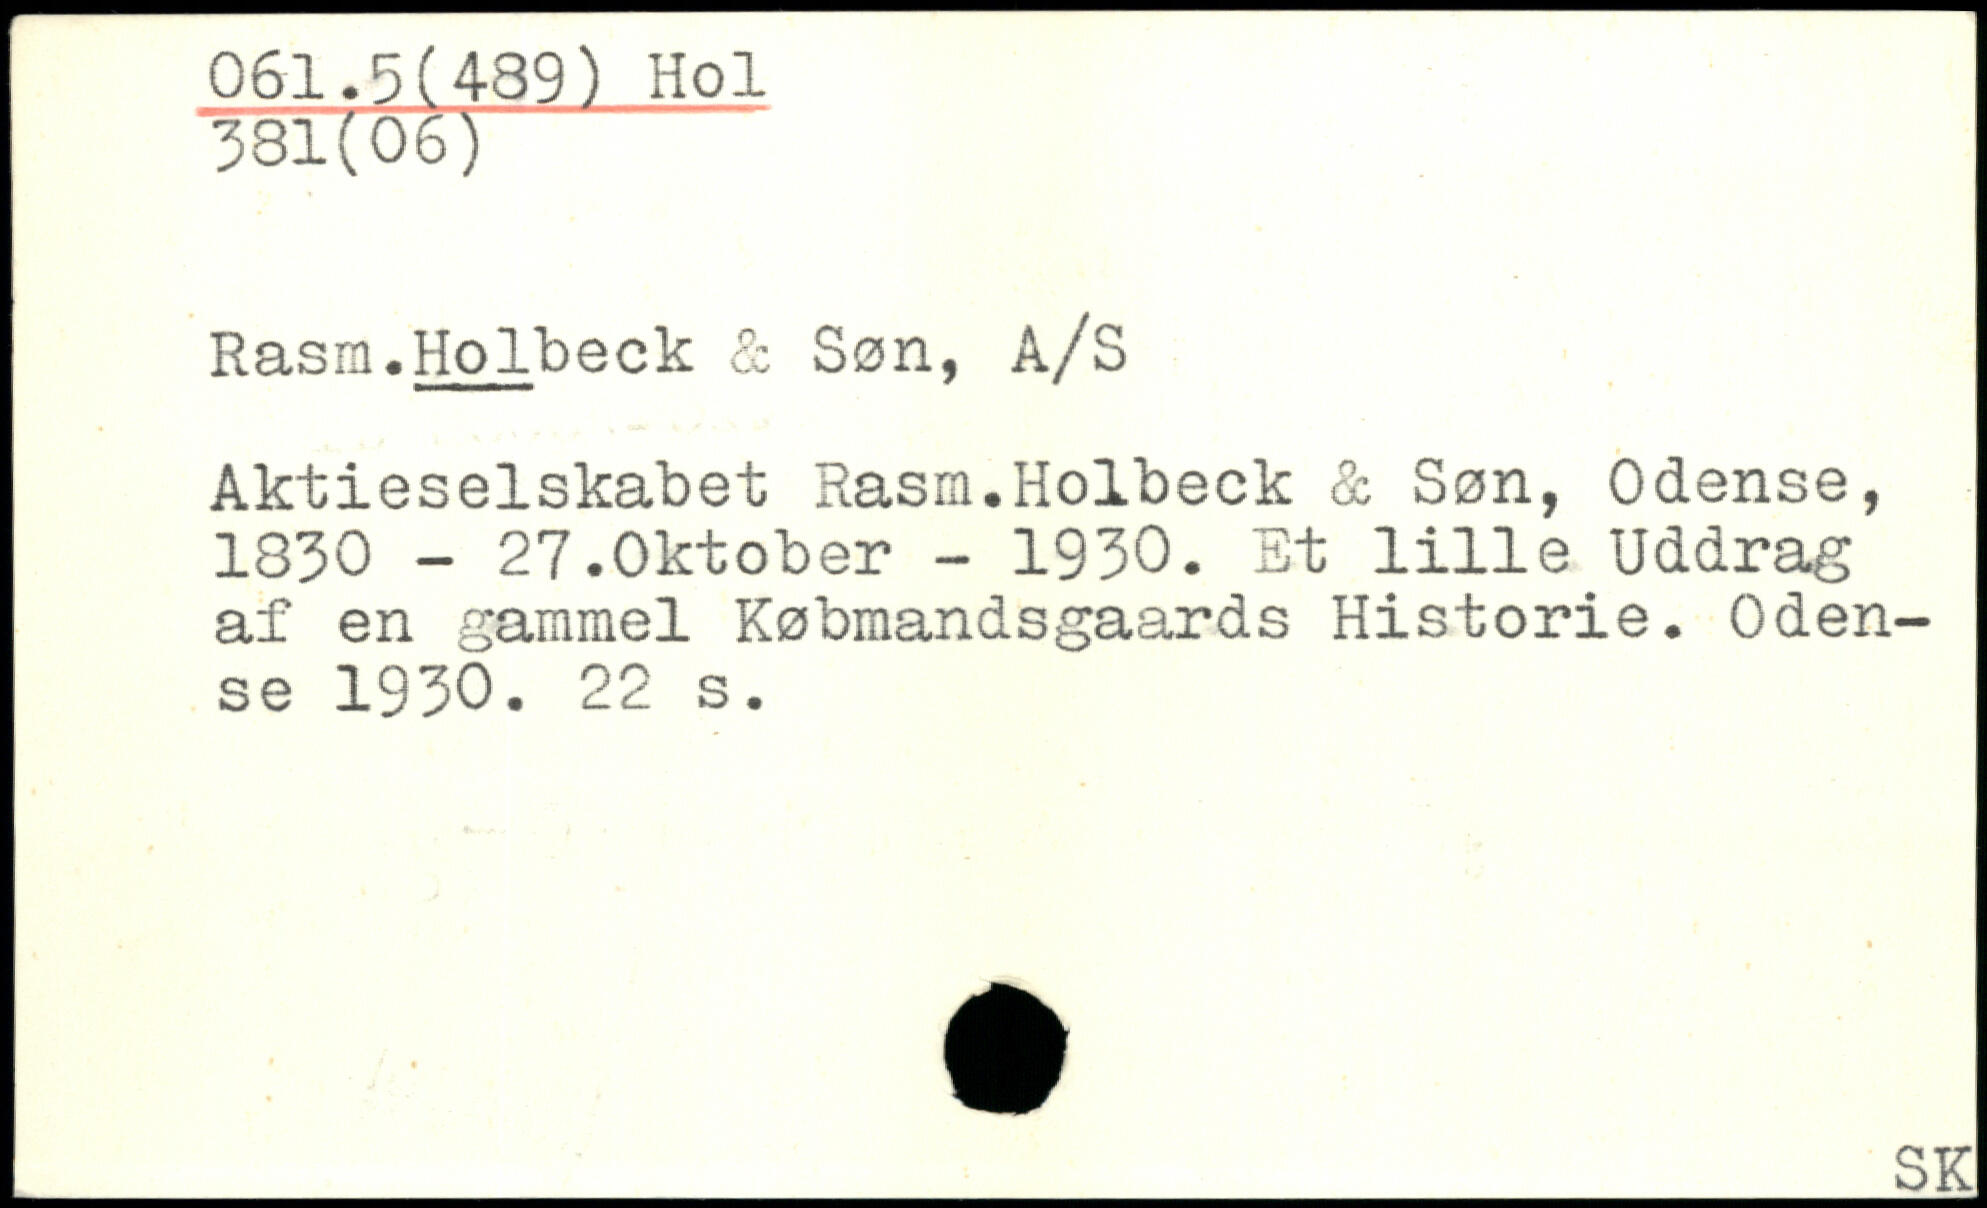 061.5(489) Hol
381(06)
Rasm.Holbeck & Søn, A/S
Aktieselskabet Rasm.Holbeck & Søn, Odense,
1830 - 27.Oktober - 1930. Et lille Uddrag
af en gammel Købmandsgaards Historie. Oden-
se 1930. 22 s.
SK